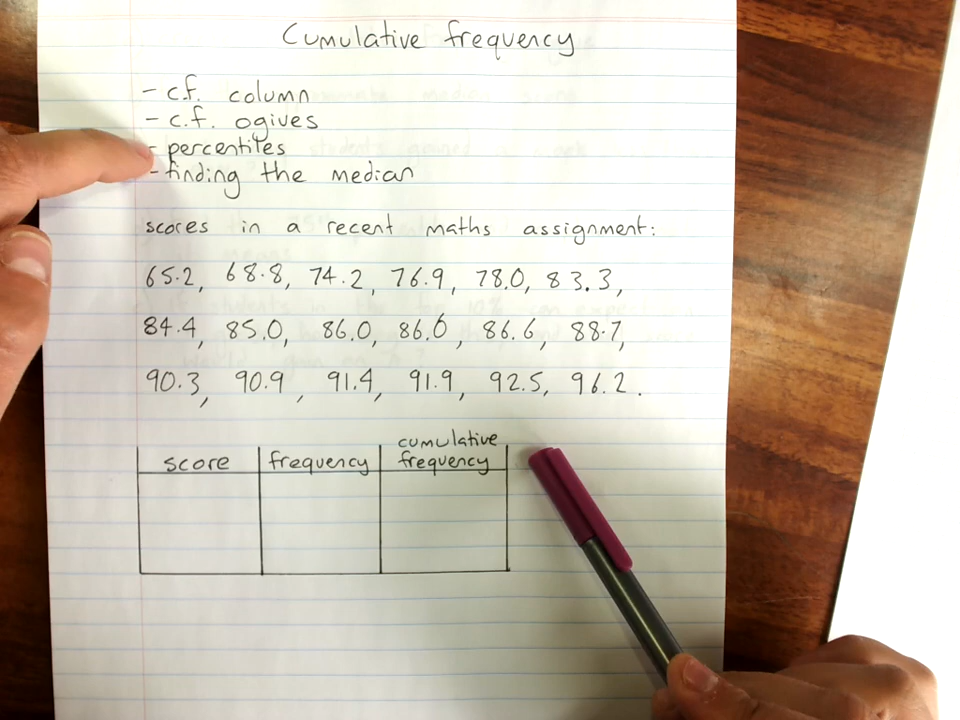 Cumulative frequency
- c.f. column
- c.f. ogives
- percentiles
- finding the median
scores in a recent maths assignment:
65.2, 68.8, 74.2, 76.9, 78.0, 83.3,
84.4, 85.0, 86.0, 86.0, 86.6, 88.7,
90.3, 90.9, 91.4, 91.9, 92.5, 96.2.
score frequency cumulative frequency